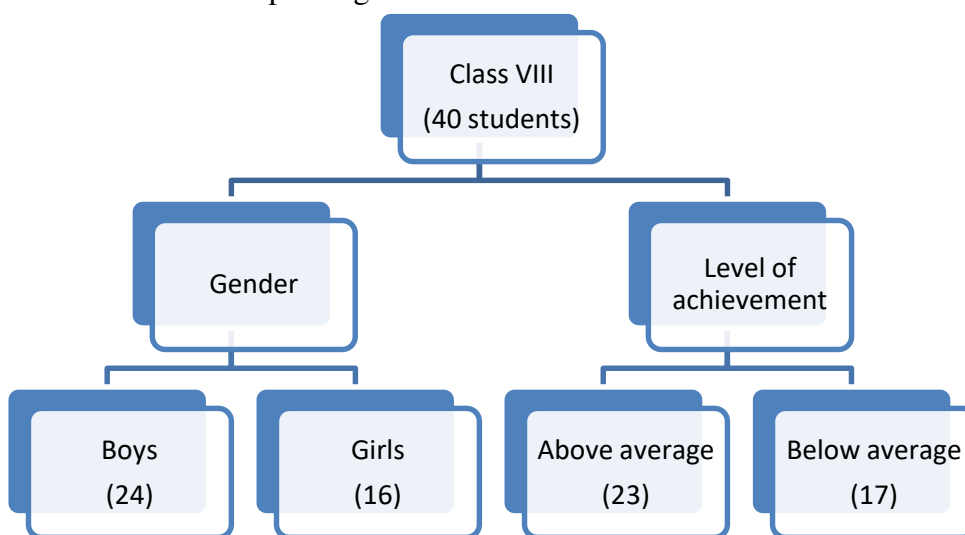 Class VIII
(40 students)
Gender
Level of
achievement
Boys
(24)
Girls
(16)
Above average
(23)
Below average
(17)